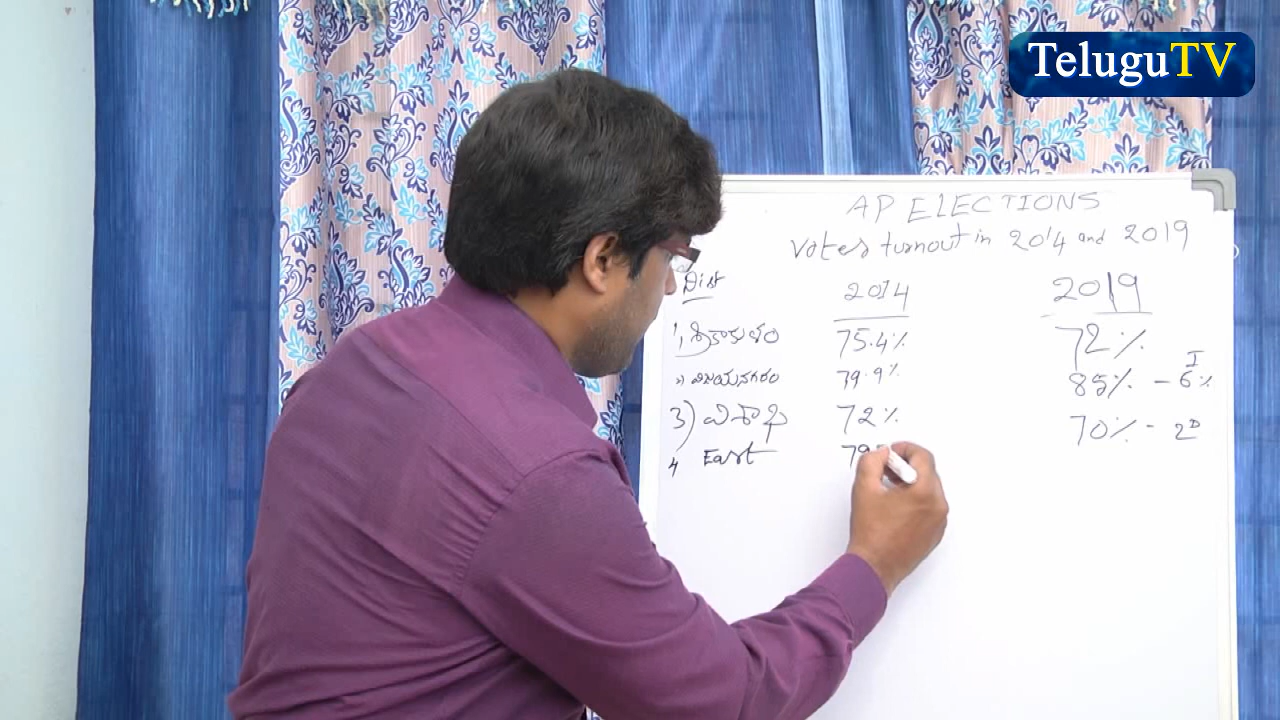 TeluguTV
AP ELECTIONS
Votes turnout in 2014 and 2019
Dist 2014 2019
1) శ్రీకాకుళం 75.4% 72%
2) విజయనగరం 79.9% 85% - 6% I
3) విశాఖ 72% 70% - 2 D
4 East 79